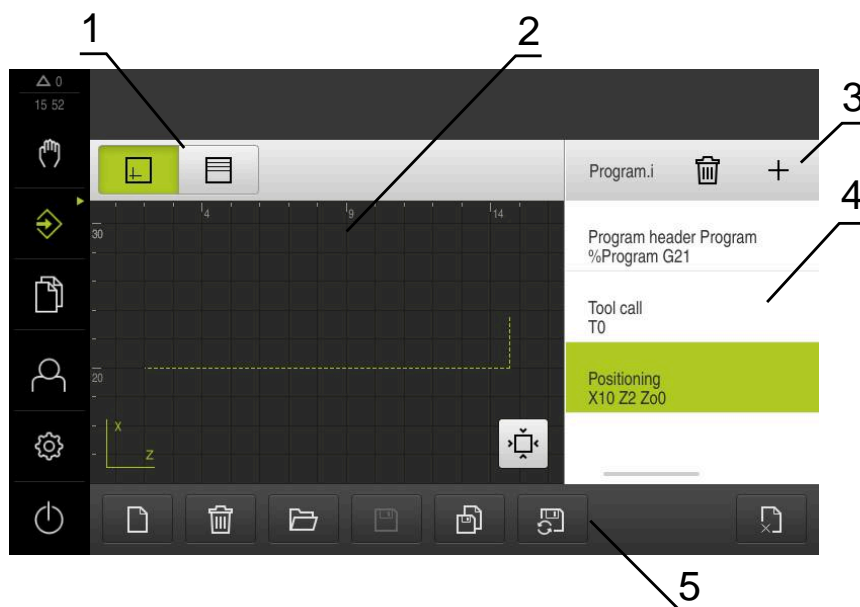 1
2
3
4
5
0
15 52
Program.i
4
9
14
30
20
X
Z
Program header Program
%Program G21
Tool call
T0
Positioning
X10 Z2 Zo0